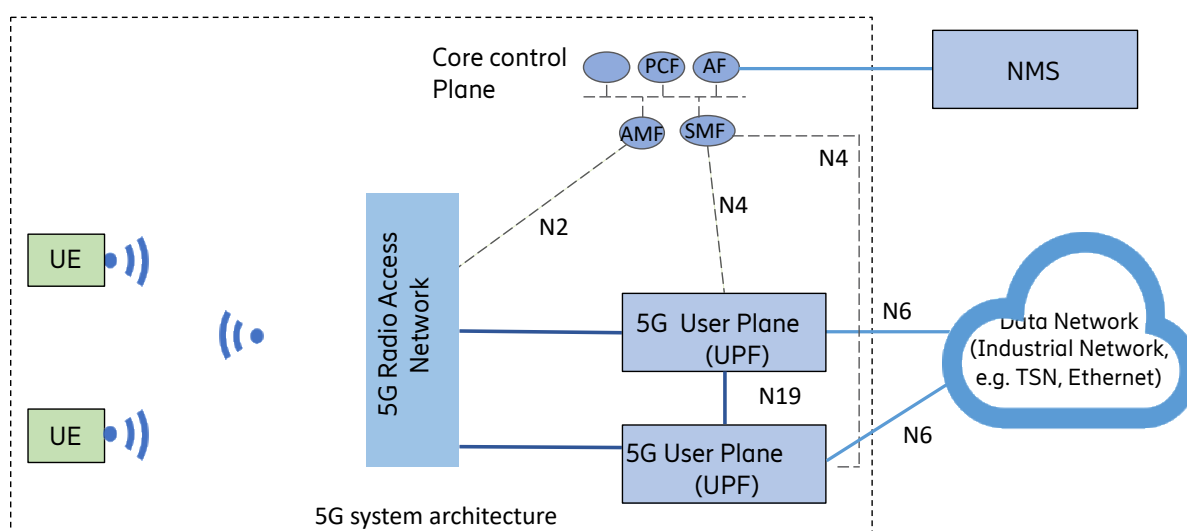 Core control
Plane
PCF
AF
NMS
AMF
SMF
N4
N2
N4
UE
5G Radio Access
Network
5G User Plane
(UPF)
N6
Data Network
(Industrial Network,
e.g. TSN, Ethernet)
N19
UE
5G User Plane
(UPF)
N6
5G system architecture